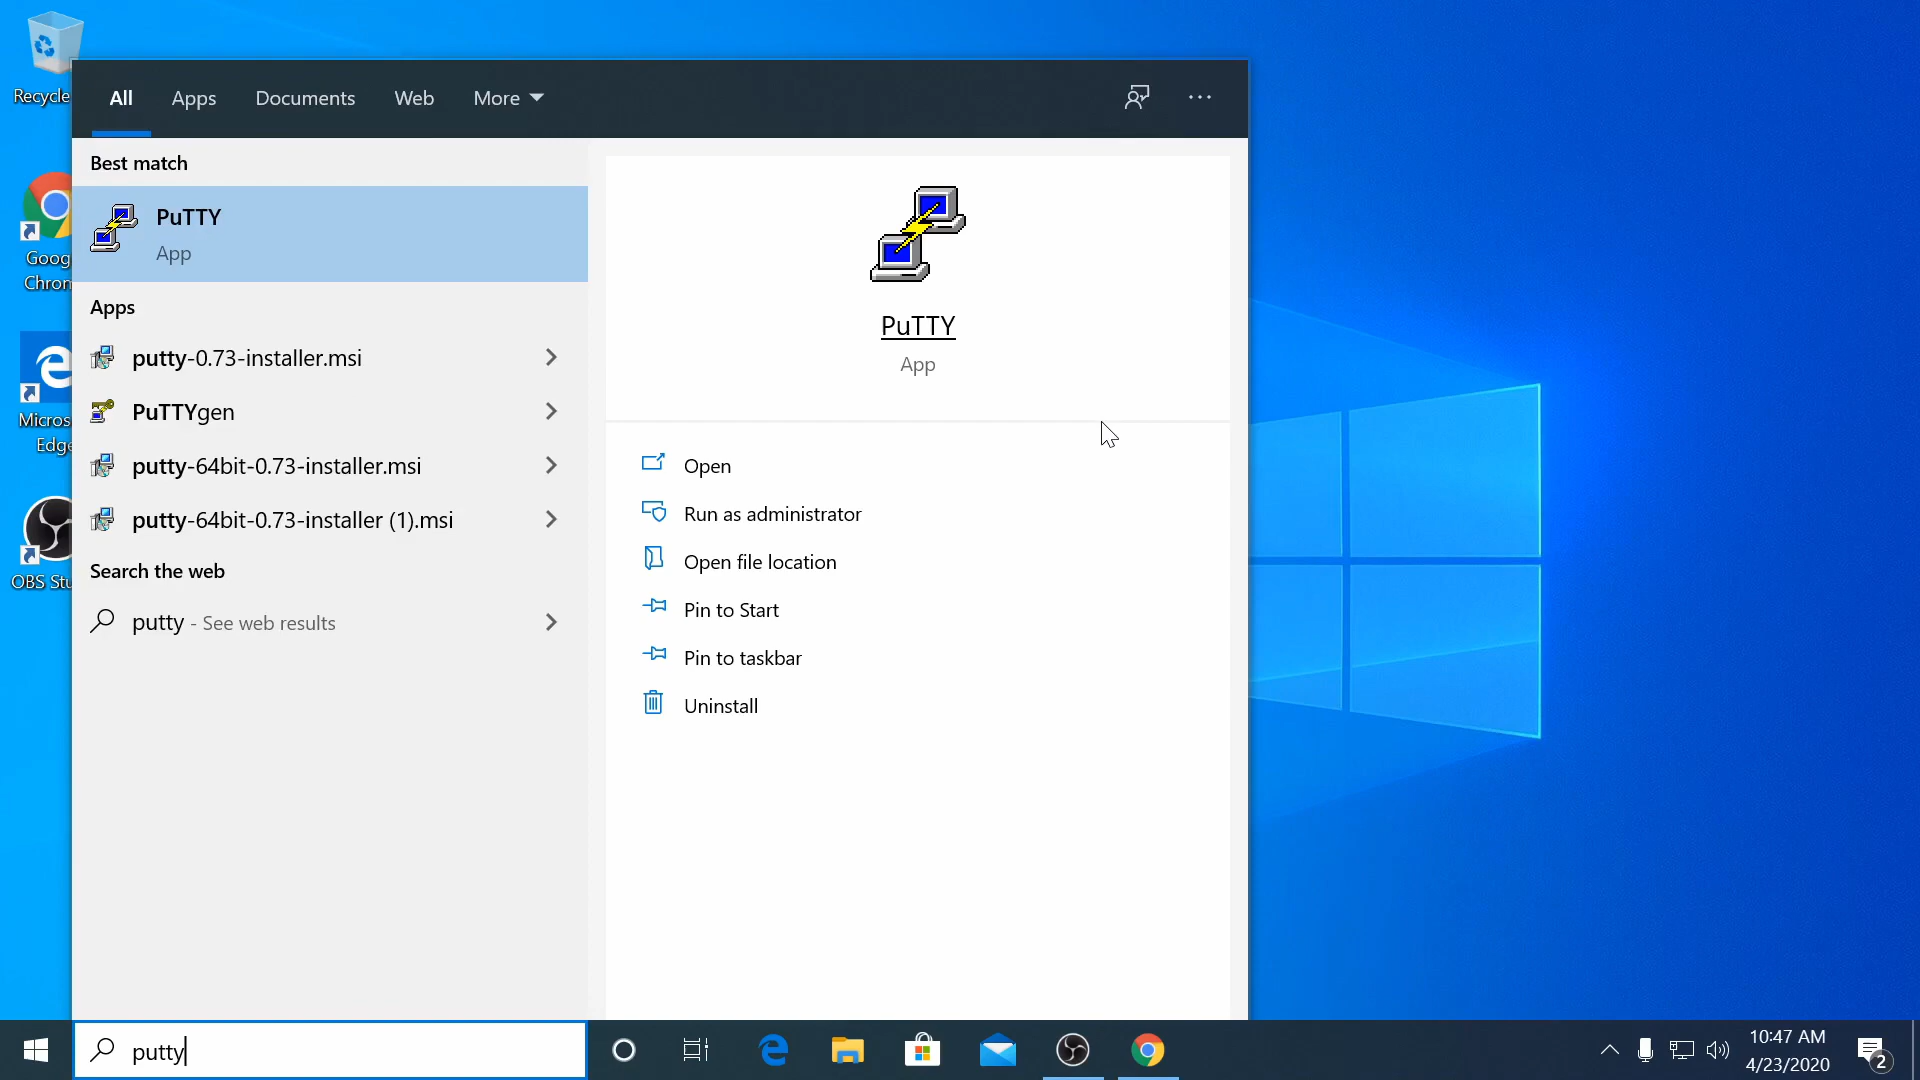 Recycle
Goog
Chron
Micros
Edge
OBS Stu
All Apps Documents Web More
Best match
PuTTY
App
Apps
putty-0.73-installer.msi
PuTTYgen
putty-64bit-0.73-installer.msi
putty-64bit-0.73-installer (1).msi
Search the web
putty - See web results
PuTTY
App
Open
Run as administrator
Open file location
Pin to Start
Pin to taskbar
Uninstall
putty
10:47 AM
4/23/2020
2